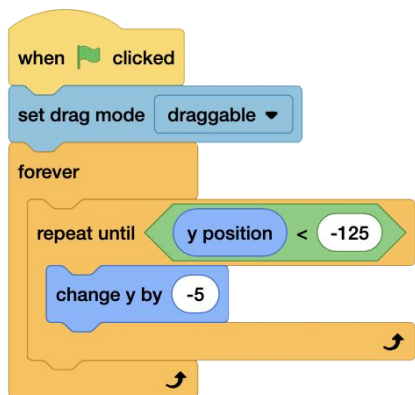 when clicked
set drag mode draggable
forever
repeat until y position < -125
change y by -5